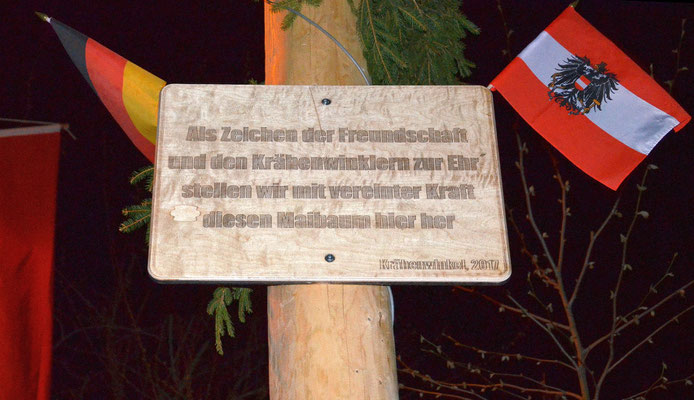 Als Zeichen der Freundschaft
und den Krähenwinklern zur Ehr´
stellen wir mit vereinter Kraft
diesen Maibaum hier her
Krähenwinkel, 2017